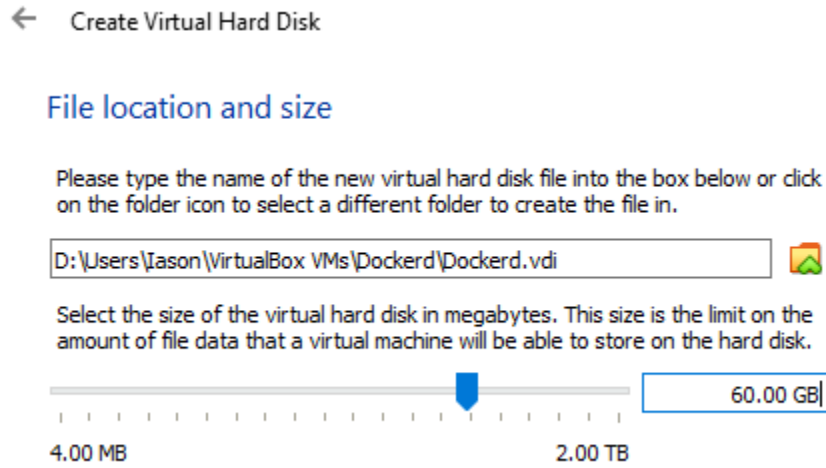 Create Virtual Hard Disk
File location and size
Please type the name of the new virtual hard disk file into the box below or click
on the folder icon to select a different folder to create the file in.
D:\Users\Iason\VirtualBox VMs\Dockerd\Dockerd.vdi
Select the size of the virtual hard disk in megabytes. This size is the limit on the
amount of file data that a virtual machine will be able to store on the hard disk.
60.00 GB
4.00 MB 2.00 TB